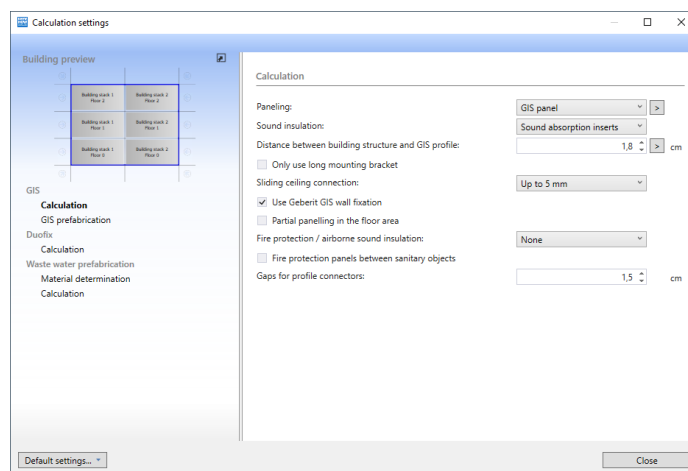 Calculation settings
Building preview
Building stack 1
Floor 2
Building stack 2
Floor 2
Building stack 1
Floor 1
Building stack 2
Floor 1
Building stack 1
Floor 0
Building stack 2
Floor 0
GIS
Calculation
GIS prefabrication
Duofix
Calculation
Waste water prefabrication
Material determination
Calculation
Default settings...
Calculation
Paneling: GIS panel >
Sound insulation: Sound absorption inserts
Distance between building structure and GIS profile: 1,8 > cm
Only use long mounting bracket
Sliding ceiling connection: Up to 5 mm
Use Geberit GIS wall fixation
Partial panelling in the floor area
Fire protection / airborne sound insulation: None
Fire protection panels between sanitary objects
Gaps for profile connectors: 1,5 cm
Close